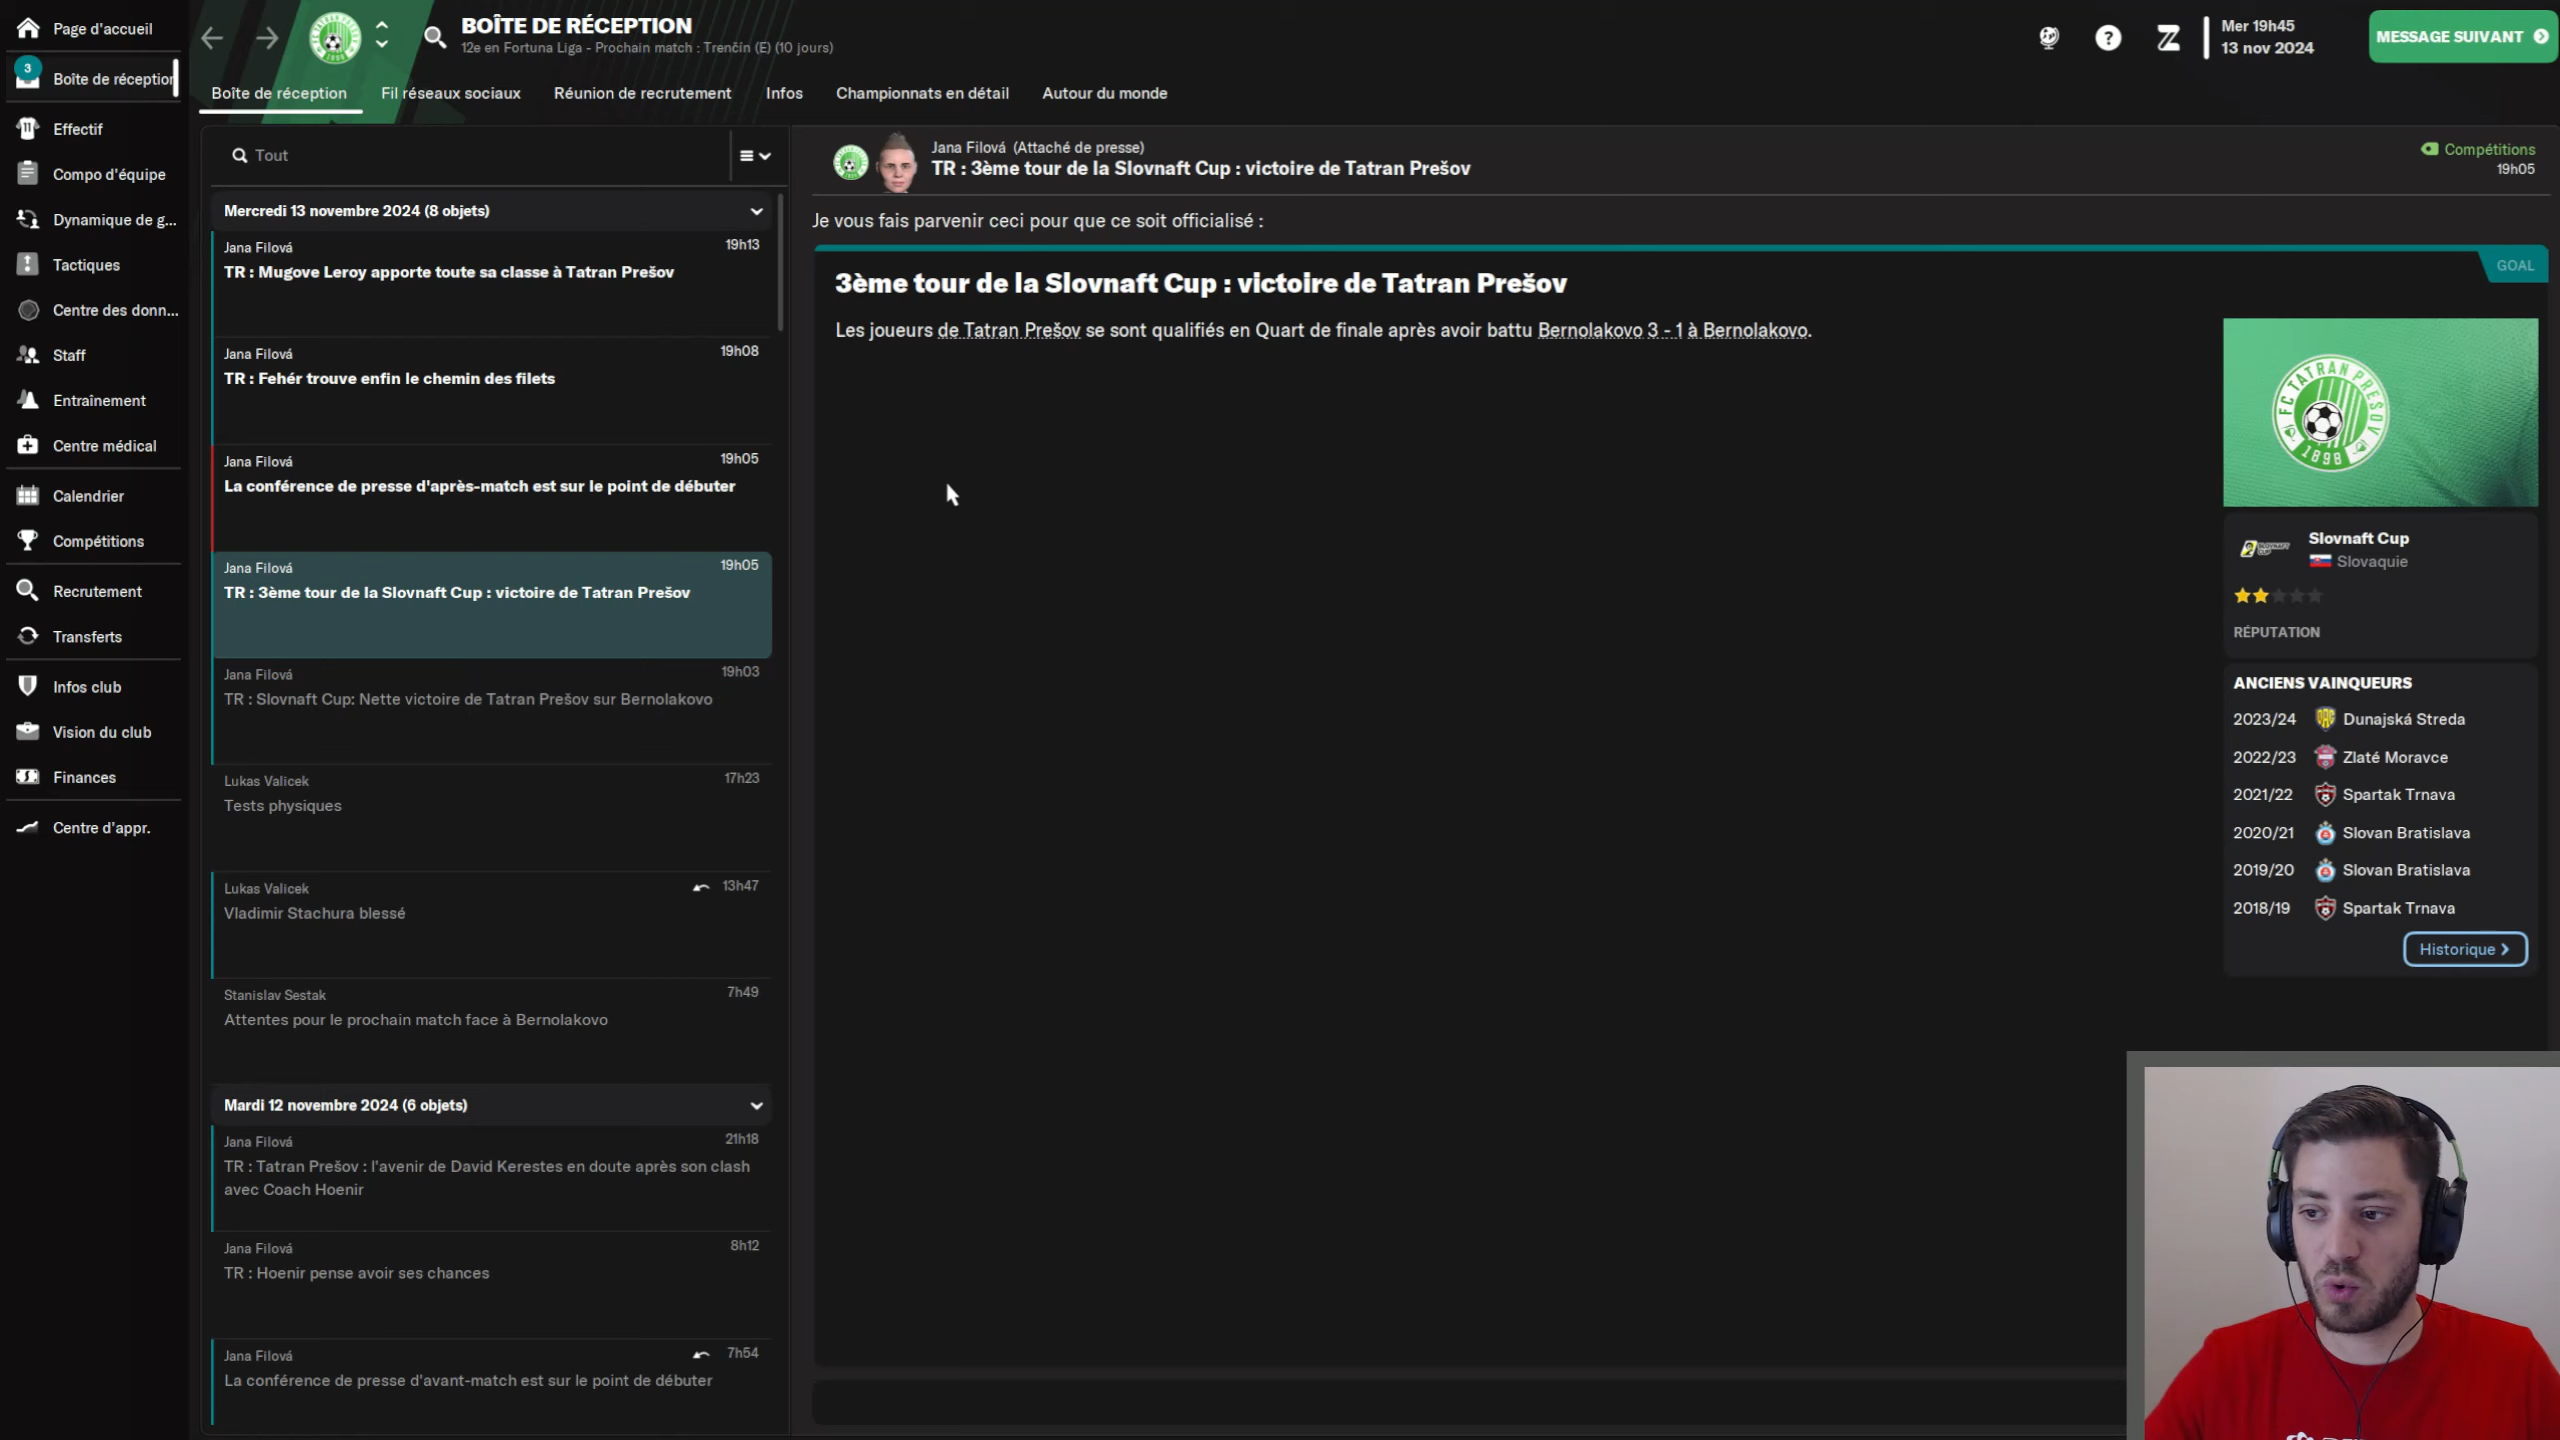 Page d'accueil
3
Boîte de réception
Effectif
Compo d'équipe
Dynamique de g...
Tactiques
Centre des donn...
Staff
Entraînement
Centre médical
Calendrier
Compétitions
Recrutement
Transferts
Infos club
Vision du club
Finances
Centre d'appr.
BOÎTE DE RÉCEPTION
12e en Fortuna Liga - Prochain match : Trenčín (E) (10 jours)
Mer 19h45
13 nov 2024
MESSAGE SUIVANT
Boîte de réception
Fil réseaux sociaux
Réunion de recrutement
Infos
Championnats en détail
Autour du monde
Tout
Mercredi 13 novembre 2024 (8 objets)
Jana Filová 19h13
TR : Mugove Leroy apporte toute sa classe à Tatran Prešov
Jana Filová 19h08
TR : Fehér trouve enfin le chemin des filets
Jana Filová 19h05
La conférence de presse d'après-match est sur le point de débuter
Jana Filová 19h05
TR : 3ème tour de la Slovnaft Cup : victoire de Tatran Prešov
Jana Filová 19h03
TR : Slovnaft Cup: Nette victoire de Tatran Prešov sur Bernolakovo
Lukas Valicek 17h23
Tests physiques
Lukas Valicek 13h47
Vladimir Stachura blessé
Stanislav Sestak 7h49
Attentes pour le prochain match face à Bernolakovo
Mardi 12 novembre 2024 (6 objets)
Jana Filová 21h18
TR : Tatran Prešov : l'avenir de David Kerestes en doute après son clash
avec Coach Hoenir
Jana Filová 8h12
TR : Hoenir pense avoir ses chances
Jana Filová 7h54
La conférence de presse d'avant-match est sur le point de débuter
Jana Filová (Attaché de presse)
TR : 3ème tour de la Slovnaft Cup : victoire de Tatran Prešov
Compétitions
19h05
Je vous fais parvenir ceci pour que ce soit officialisé :
GOAL
3ème tour de la Slovnaft Cup : victoire de Tatran Prešov
Les joueurs de Tatran Prešov se sont qualifiés en Quart de finale après avoir battu Bernolakovo 3 - 1 à Bernolakovo.
FC TATRAN PREŠOV
1898
Slovnaft Cup
Slovaquie
RÉPUTATION
ANCIENS VAINQUEURS
2023/24 Dunajská Streda
2022/23 Zlaté Moravce
2021/22 Spartak Trnava
2020/21 Slovan Bratislava
2019/20 Slovan Bratislava
2018/19 Spartak Trnava
Historique